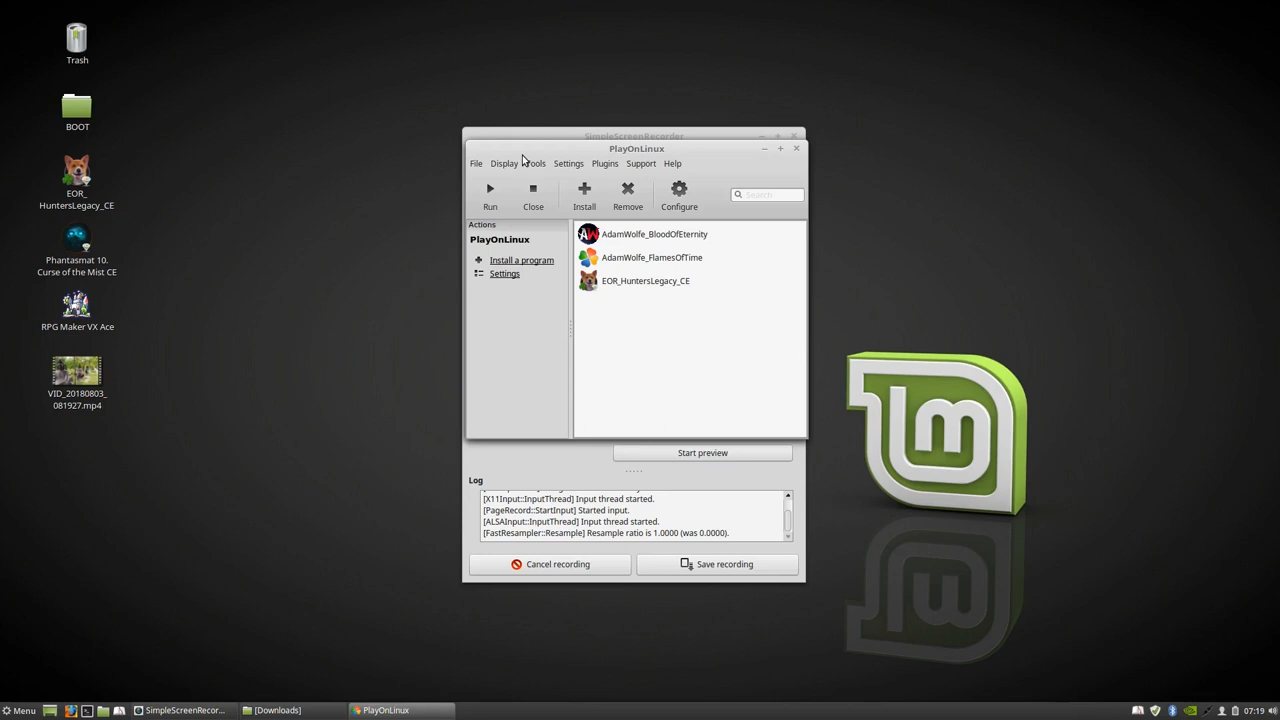 Trash
BOOT
EOR_
HuntersLegacy_CE
Phantasmat 10.
Curse of the Mist CE
RPG Maker VX Ace
VID_20180803_
081927.mp4
SimpleScreenRecorder
PlayOnLinux
File Display Tools Settings Plugins Support Help
Run Close Install Remove Configure Search
Actions
PlayOnLinux
Install a program
Settings
AdamWolfe_BloodOfEternity
AdamWolfe_FlamesOfTime
EOR_HuntersLegacy_CE
Start preview
Log
[X11Input::InputThread] Input thread started.
[PageRecord::StartInput] Started input.
[ALSAInput::InputThread] Input thread started.
[FastResampler::Resample] Resample ratio is 1.0000 (was 0.0000).
Cancel recording Save recording
Menu SimpleScreenRecor... [Downloads] PlayOnLinux 07:19